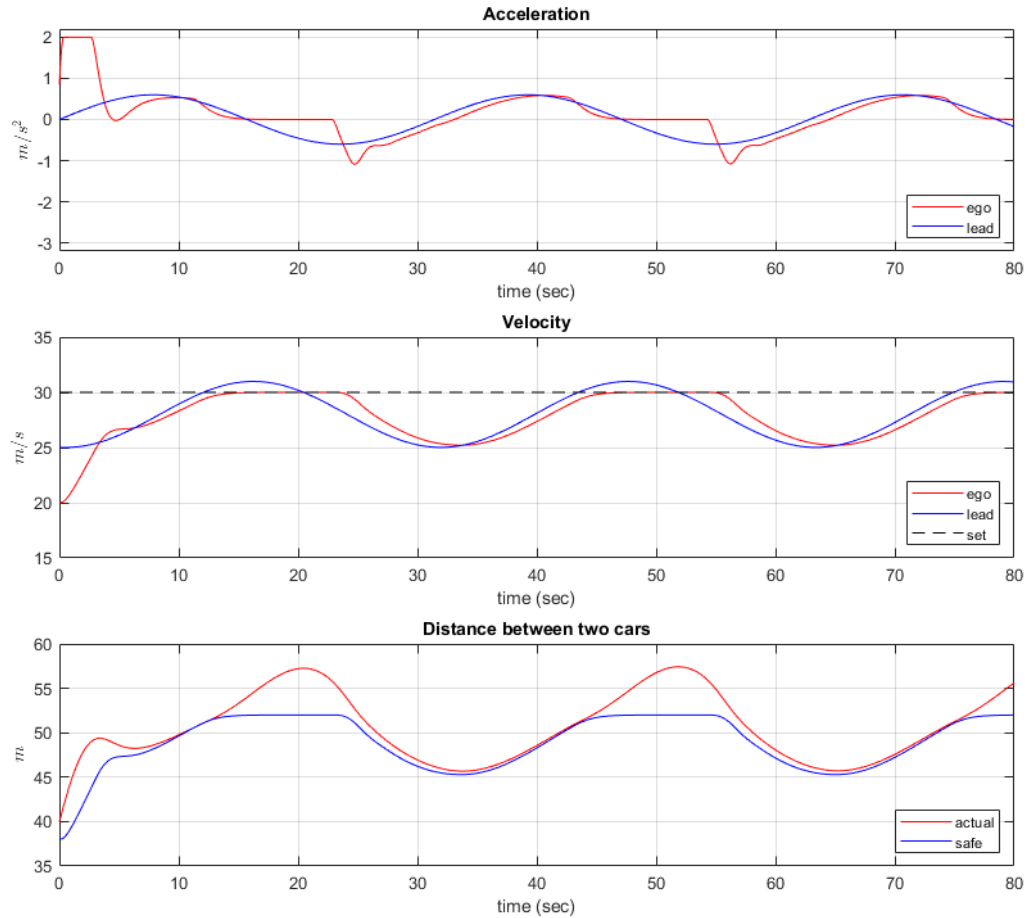 Acceleration
m/s²
2
1
0
-1
-2
-3
0 10 20 30 40 50 60 70 80
time (sec)
ego
lead
Velocity
m/s
35
30
25
20
15
0 10 20 30 40 50 60 70 80
time (sec)
ego
lead
set
Distance between two cars
m
60
55
50
45
40
35
0 10 20 30 40 50 60 70 80
time (sec)
actual
safe